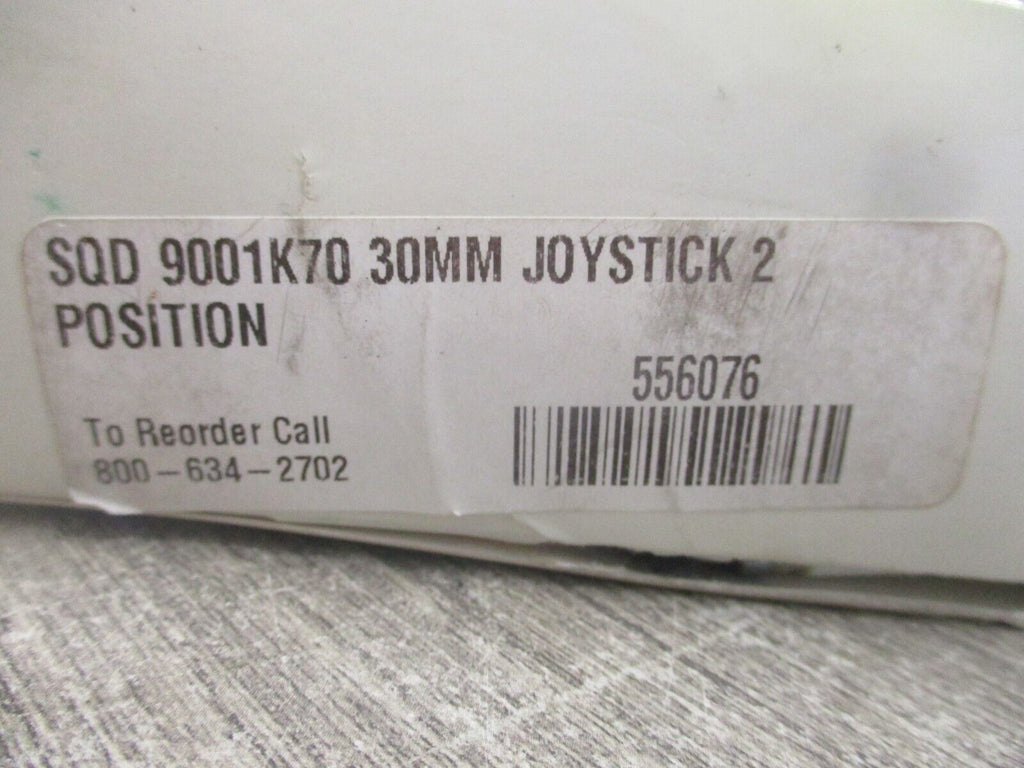 SQD 9001K70 30MM JOYSTICK 2
POSITION
556076
To Reorder Call
800-634-2702